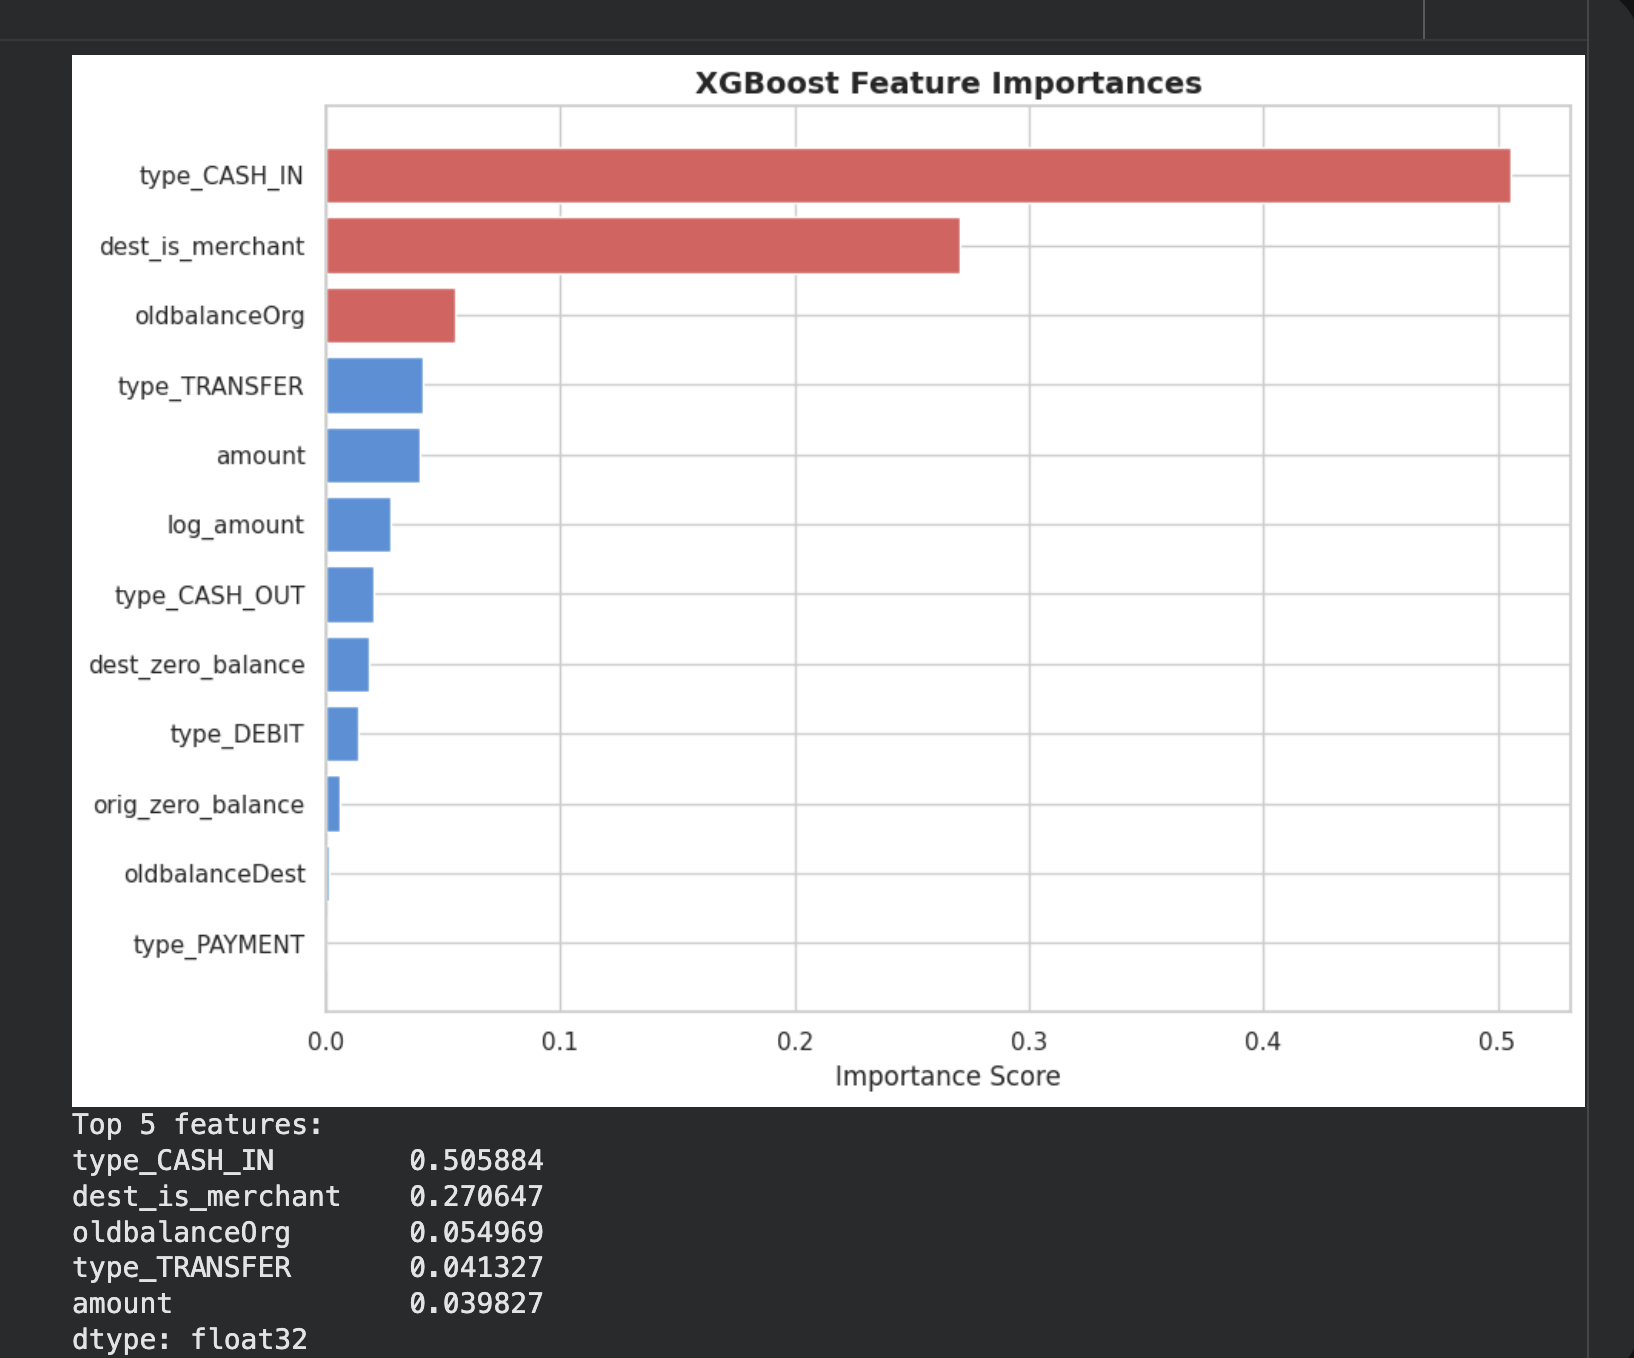 XGBoost Feature Importances
type_CASH_IN
dest_is_merchant
oldbalanceOrg
type_TRANSFER
amount
log_amount
type_CASH_OUT
dest_zero_balance
type_DEBIT
orig_zero_balance
oldbalanceDest
type_PAYMENT
0.0 0.1 0.2 0.3 0.4 0.5
Importance Score
Top 5 features:
type_CASH_IN 0.505884
dest_is_merchant 0.270647
oldbalanceOrg 0.054969
type_TRANSFER 0.041327
amount 0.039827
dtype: float32